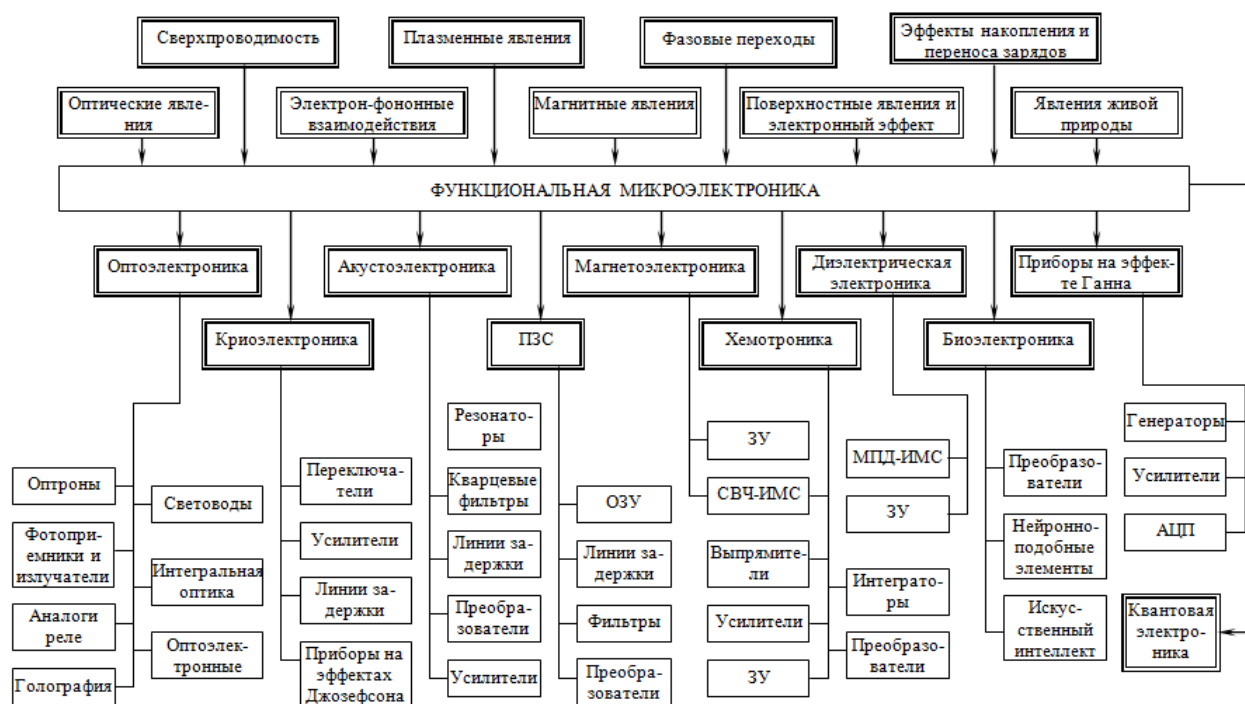 Сверхпроводимость
Плазменные явления
Фазовые переходы
Эффекты накопления и
переноса зарядов
Оптические явле-
ния
Электрон-фононные
взаимодействия
Магнитные явления
Поверхностные явления и
электронный эффект
Явления живой
природы
ФУНКЦИОНАЛЬНАЯ МИКРОЭЛЕКТРОНИКА
Оптоэлектроника
Акустоэлектроника
Магнетоэлектроника
Диэлектрическая
электроника
Приборы на эффек-
те Ганна
Криоэлектроника
ПЗС
Хемотроника
Биоэлектроника
Оптроны
Фотопри-
емники и
излучатели
Аналоги
реле
Голография
Световоды
Интегральная
оптика
Оптоэлек-
тронные
Переключа-
тели
Усилители
Линии за-
держки
Приборы на
эффектах
Джозефсона
Резонато-
ры
Кварцевые
фильтры
Линии за-
держки
Преобра-
зователи
Усилители
ОЗУ
Линии за-
держки
Фильтры
Преобра-
зователи
ЗУ
СВЧ-ИМС
Выпрями-
тели
Усилители
ЗУ
Интеграто-
ры
Преобразо-
ватели
МПД-ИМС
ЗУ
Преобразо-
ватели
Нейронно-
подобные
элементы
Искус-
ственный
интеллект
Генераторы
Усилители
АЦП
Квантовая
электро-
ника